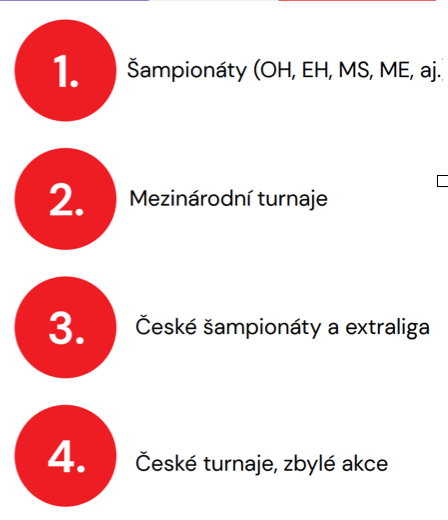 1. Šampionáty (OH, EH, MS, ME, aj.
2. Mezinárodní turnaje
3. České šampionáty a extraliga
4. České turnaje, zbylé akce